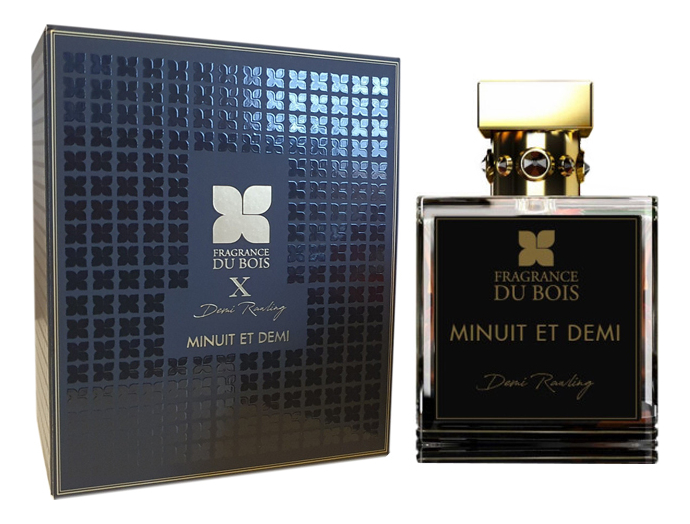 FRAGRANCE
DU BOIS
X
Demi Rawling
MINUIT ET DEMI
FRAGRANCE
DU BOIS
MINUIT ET DEMI
Demi Rawling